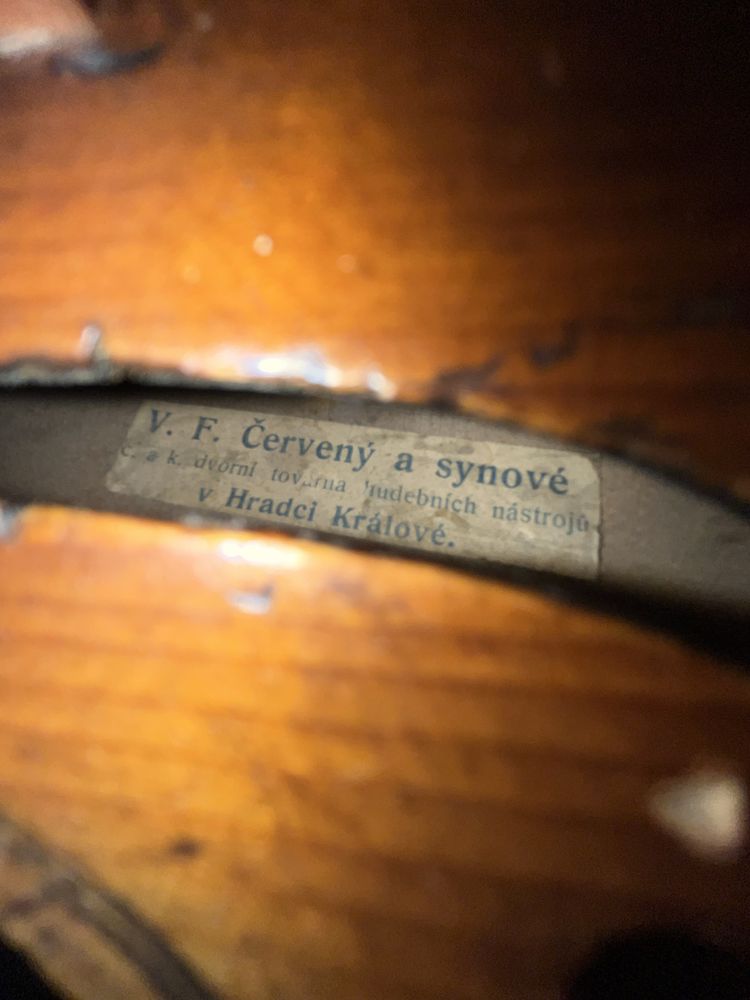 V. F. Červený a synové
c. a k. dvorní továrna hudebních nástrojů
v Hradci Králové.